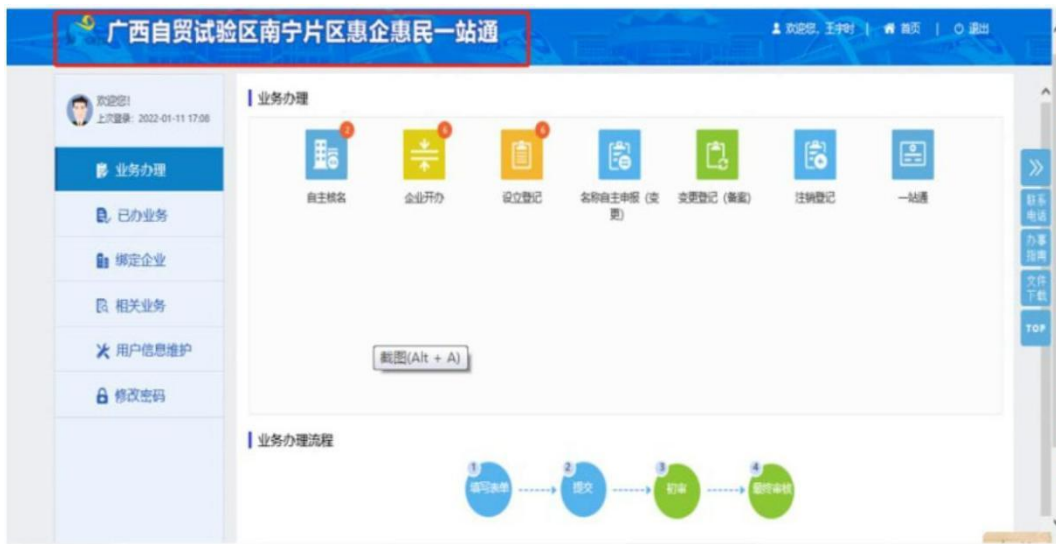 广西自贸试验区南宁片区惠企惠民一站通
欢迎您, 王宇时 | 首页 | 退出
欢迎您!
上次登录: 2022-01-11 17:08
业务办理
已办业务
绑定企业
相关业务
用户信息维护
修改密码
业务办理
2
6
6
自主核名
企业开办
设立登记
名称自主申报 (变
更)
变更登记 (备案)
注销登记
一站通
截图(Alt + A)
业务办理流程
1
填写表单
2
提交
3
初审
4
最终审核
联系
电话
办事
指南
文件
下载
TOP